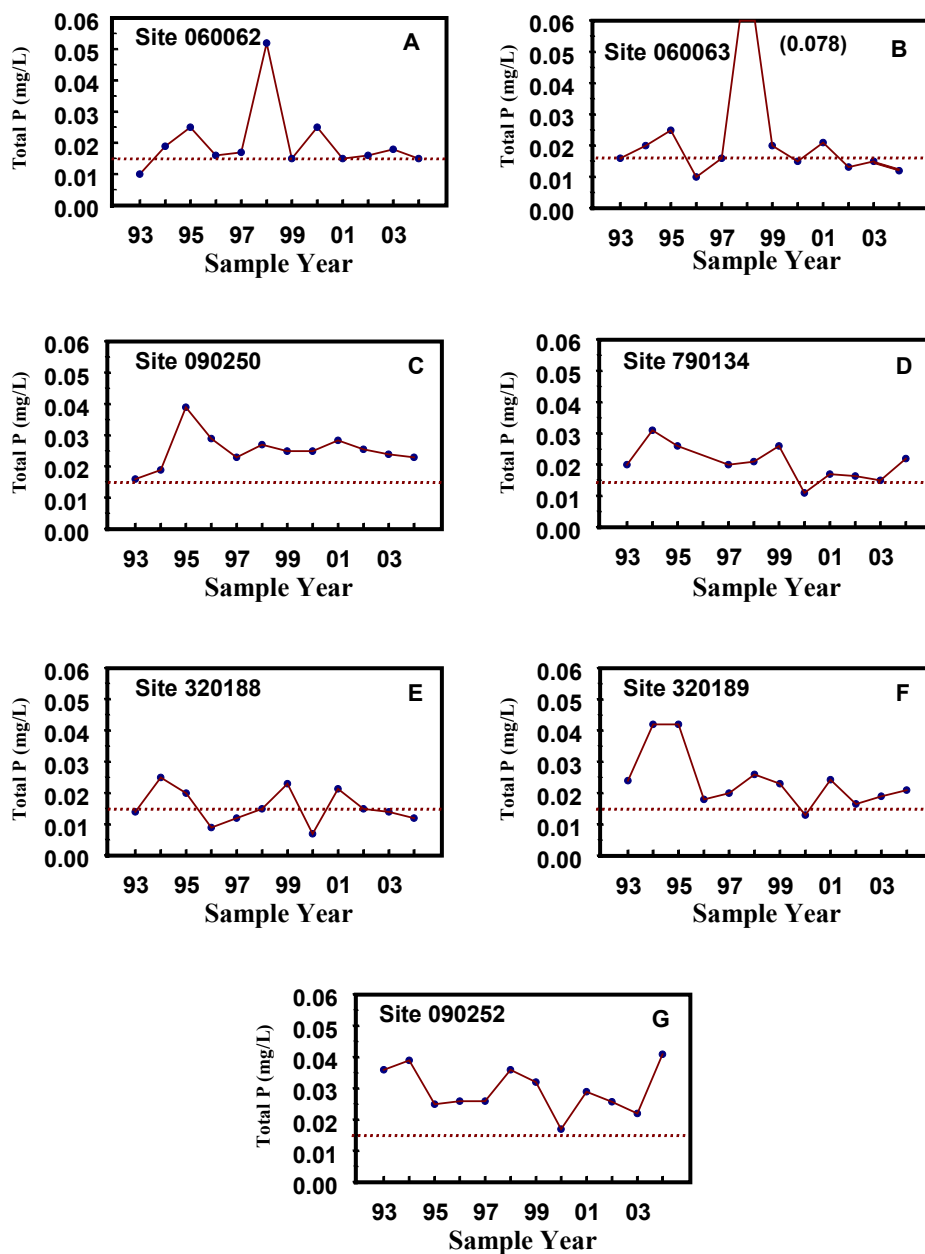 Site 060062
A
Total P (mg/L)
0.06
0.05
0.04
0.03
0.02
0.01
0.00
93 95 97 99 01 03
Sample Year
Site 060063
(0.078)
B
Total P (mg/L)
0.06
0.05
0.04
0.03
0.02
0.01
0.00
93 95 97 99 01 03
Sample Year
Site 090250
C
Total P (mg/L)
0.06
0.05
0.04
0.03
0.02
0.01
0.00
93 95 97 99 01 03
Sample Year
Site 790134
D
Total P (mg/L)
0.06
0.05
0.04
0.03
0.02
0.01
0.00
93 95 97 99 01 03
Sample Year
Site 320188
E
Total P (mg/L)
0.06
0.05
0.04
0.03
0.02
0.01
0.00
93 95 97 99 01 03
Sample Year
Site 320189
F
Total P (mg/L)
0.06
0.05
0.04
0.03
0.02
0.01
0.00
93 95 97 99 01 03
Sample Year
Site 090252
G
Total P (mg/L)
0.06
0.05
0.04
0.03
0.02
0.01
0.00
93 95 97 99 01 03
Sample Year